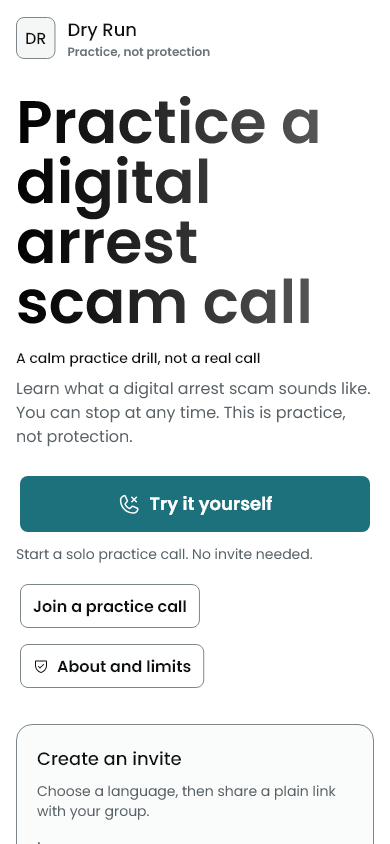 DR
Dry Run
Practice, not protection
Practice a
digital
arrest
scam call
A calm practice drill, not a real call
Learn what a digital arrest scam sounds like.
You can stop at any time. This is practice,
not protection.
Try it yourself
Start a solo practice call. No invite needed.
Join a practice call
About and limits
Create an invite
Choose a language, then share a plain link
with your group.